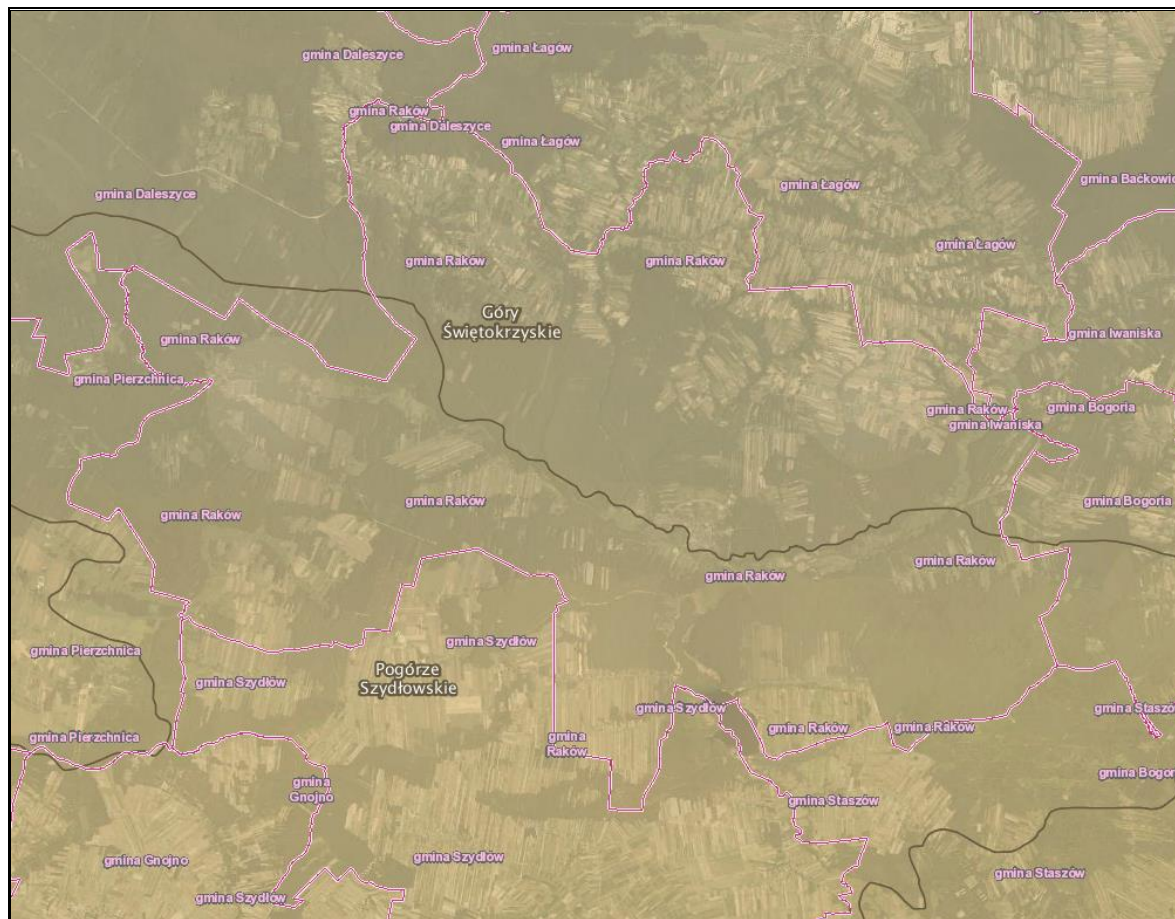 gmina Łagów
gmina Daleszyce
gmina Raków
gmina Daleszyce
gmina Łagów
gmina Łagów
gmina Baćkowic
gmina Daleszyce
gmina Łagów
gmina Raków
gmina Raków
Góry
Świętokrzyskie
gmina Iwaniska
gmina Raków
gmina Pierzchnica
gmina Raków
gmina Bogoria
gmina Iwaniska
gmina Raków
gmina Bogoria
gmina Raków
gmina Raków
gmina Raków
gmina Szydłów
gmina Pierzchnica
Pogórze
Szydłowskie
gmina Szydłów
gmina Szydłów
gmina Staszów
gmina Raków
gmina Raków
gmina Pierzchnica
gmina
Raków
gmina Bogor
gmina
Gnojno
gmina Staszów
gmina Szydłów
gmina Gnojno
gmina Staszów
gmina Szydłów